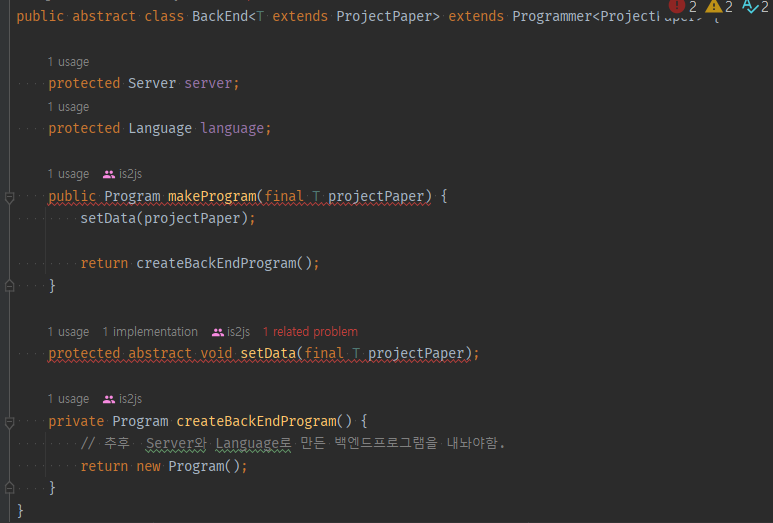 public abstract class BackEnd<T extends ProjectPaper> extends Programmer<ProjectPaper> {
2 2 2
1 usage
protected Server server;
1 usage
protected Language language;
1 usage is2js
public Program makeProgram(final T projectPaper) {
setData(projectPaper);
return createBackEndProgram();
}
1 usage 1 implementation is2js 1 related problem
protected abstract void setData(final T projectPaper);
1 usage is2js
private Program createBackEndProgram() {
// 추후 Server와 Language로 만든 백엔드프로그램을 내놔야함.
return new Program();
}
}